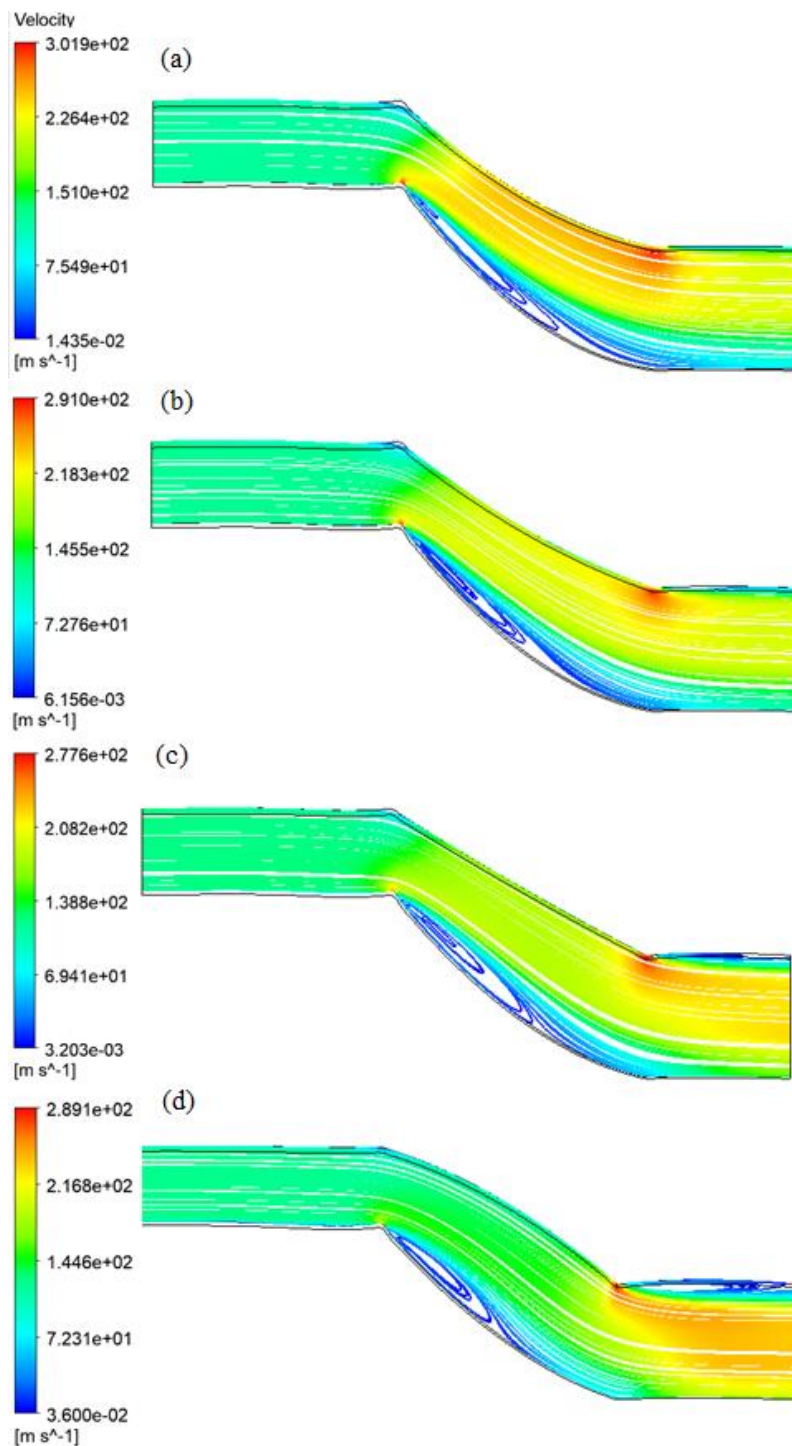 Velocity
3.019e+02
(a)
2.264e+02
1.510e+02
7.549e+01
1.435e-02
[m s^-1]
(b)
2.910e+02
2.183e+02
1.455e+02
7.276e+01
6.156e-03
[m s^-1]
(c)
2.776e+02
2.082e+02
1.388e+02
6.941e+01
3.203e-03
[m s^-1]
(d)
2.891e+02
2.168e+02
1.446e+02
7.231e+01
3.600e-02
[m s^-1]